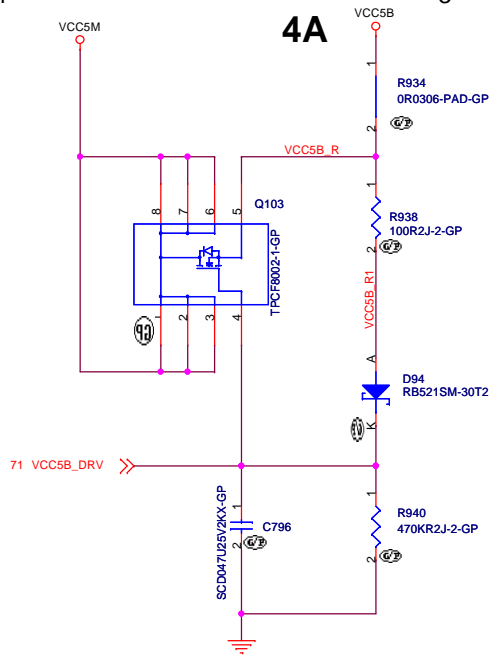 VCC5M
4A
VCC5B
1
R934
0R0306-PAD-GP
2
G/P
VCC5B_R
8
7
6
5
Q103
TPCF8002-1-GP
1
R938
100R2J-2-GP
2
G/P
GP
1
2
3
4
VCC5B_R1
A
D94
RB521SM-30T2
K
71 VCC5B_DRV
SCD047U25V2KX-GP
1
C796
2
G/P
1
R940
470KR2J-2-GP
2
G/P